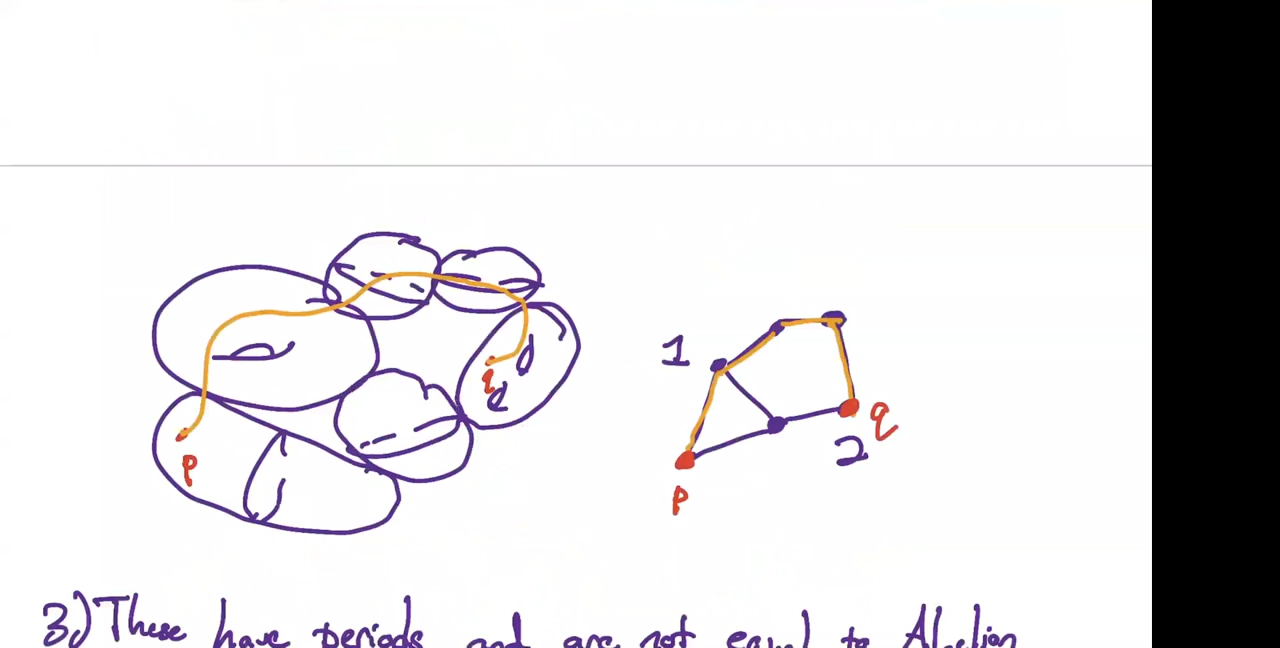 1
q
q
2
p
p
3.) These have periods and are not equal to Abelian